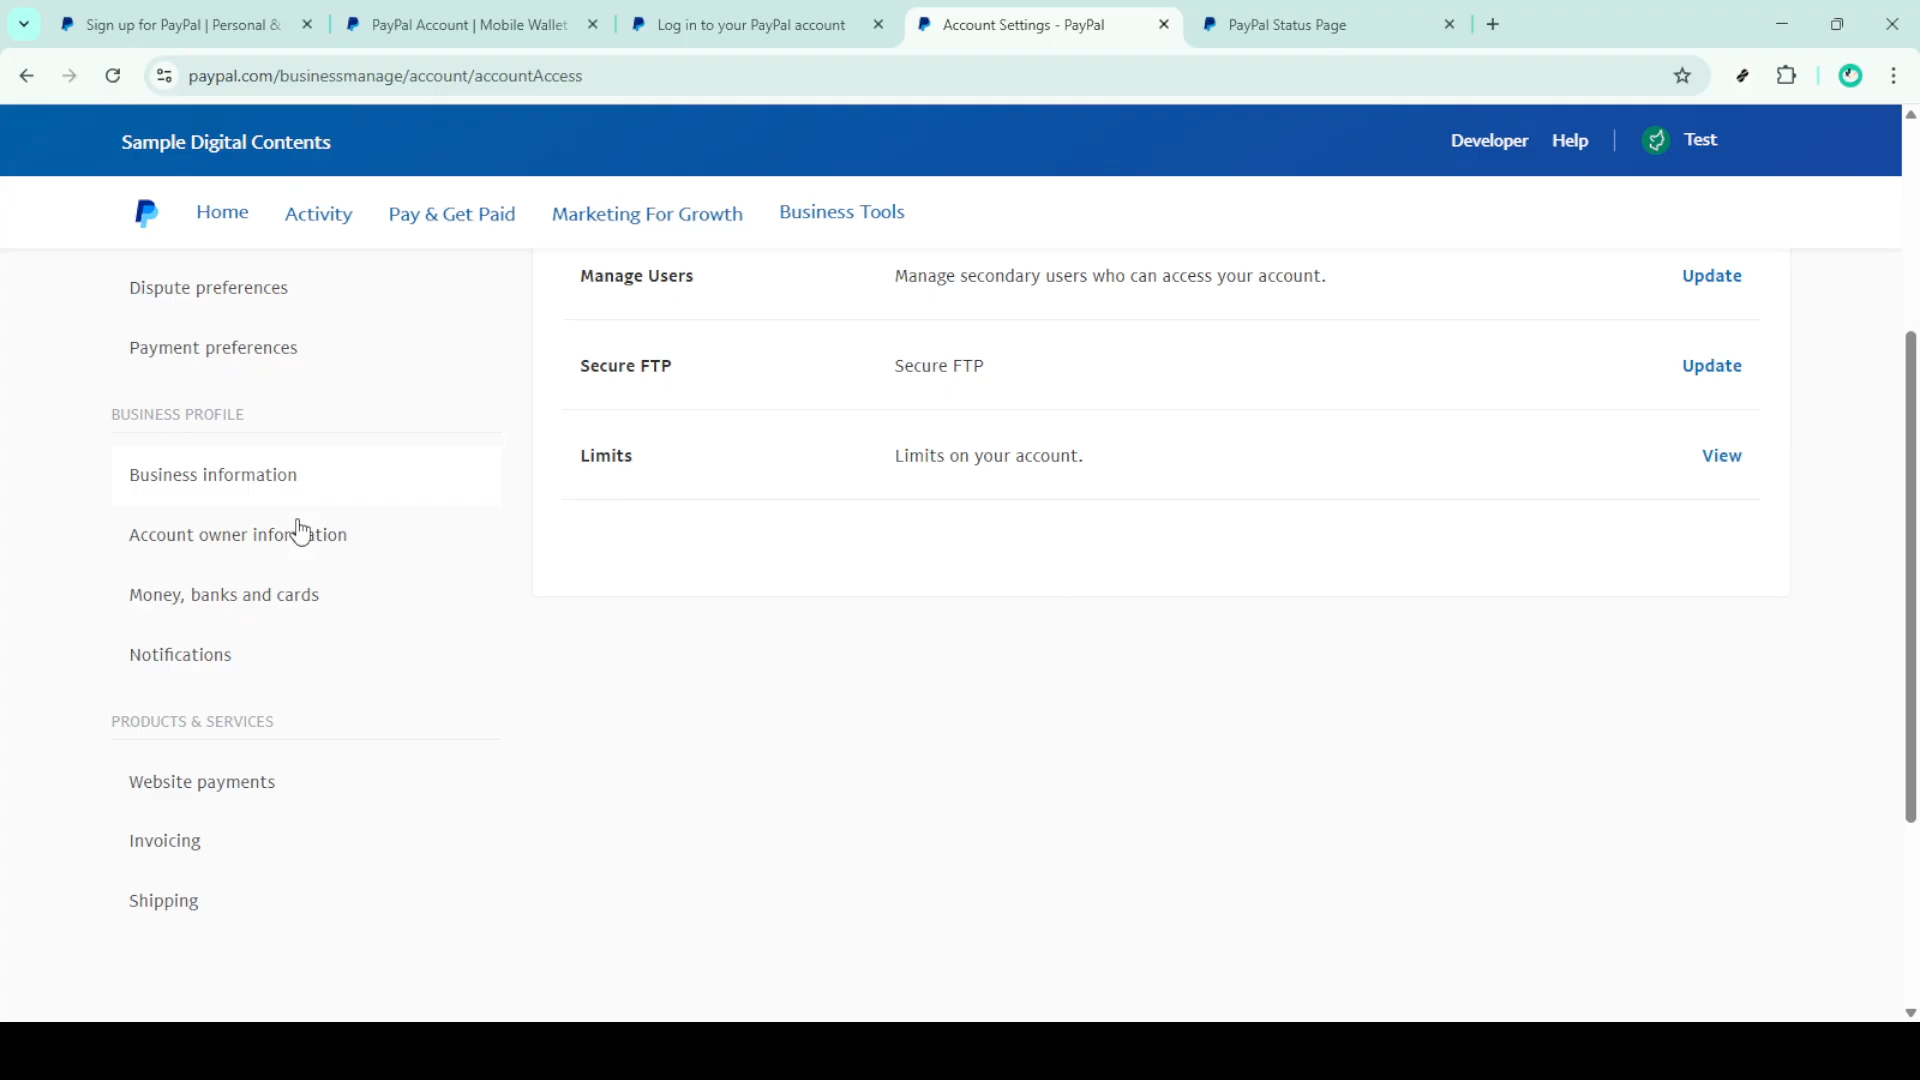 Sign up for PayPal | Personal &
PayPal Account | Mobile Wallet
Log in to your PayPal account
Account Settings - PayPal
PayPal Status Page
paypal.com/businessmanage/account/accountAccess
Sample Digital Contents
Developer
Help
Test
Home
Activity
Pay & Get Paid
Marketing For Growth
Business Tools
Dispute preferences
Payment preferences
BUSINESS PROFILE
Business information
Account owner information
Money, banks and cards
Notifications
PRODUCTS & SERVICES
Website payments
Invoicing
Shipping
Manage Users
Manage secondary users who can access your account.
Update
Secure FTP
Secure FTP
Update
Limits
Limits on your account.
View